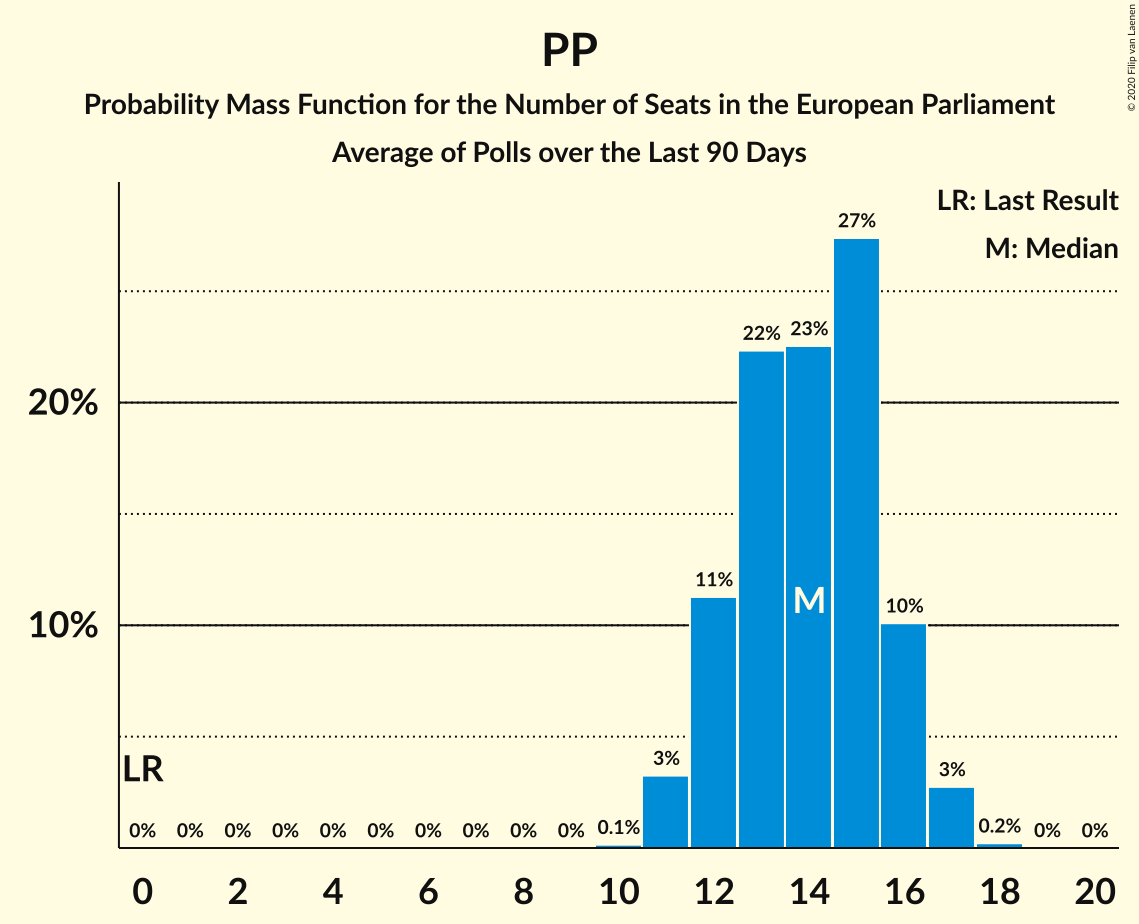 PP
Probability Mass Function for the Number of Seats in the European Parliament
Average of Polls over the Last 90 Days
© 2020 Filip van Laenen
LR: Last Result
M: Median
27%
22% 23%
20%
11%
M
10%
10%
LR
3%
3%
0% 0% 0% 0% 0% 0% 0% 0% 0% 0% 0.1% 0.2% 0% 0%
0 2 4 6 8 10 12 14 16 18 20